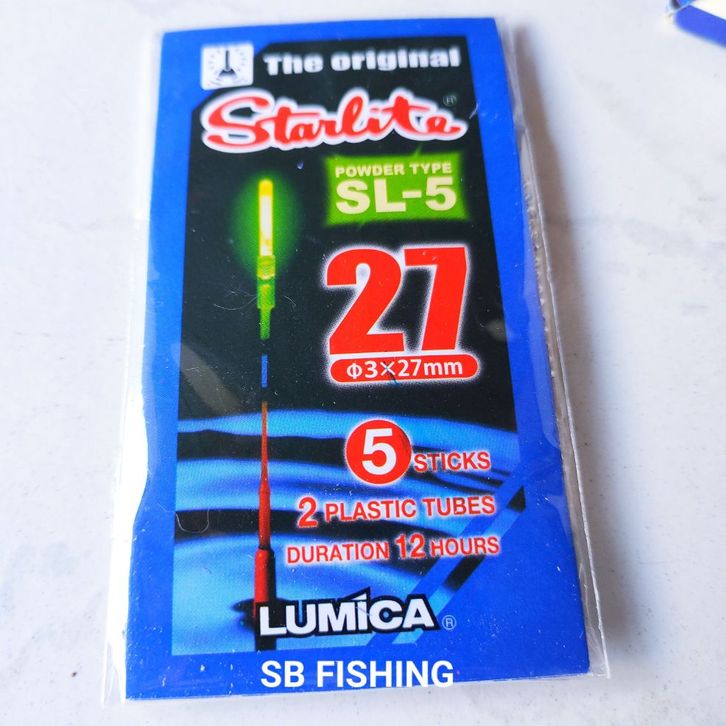 The original
Starlite ®
POWDER TYPE
SL-5
27
Φ3×27mm
5 STICKS
2 PLASTIC TUBES
DURATION 12 HOURS
LUMICA ®
SB FISHING